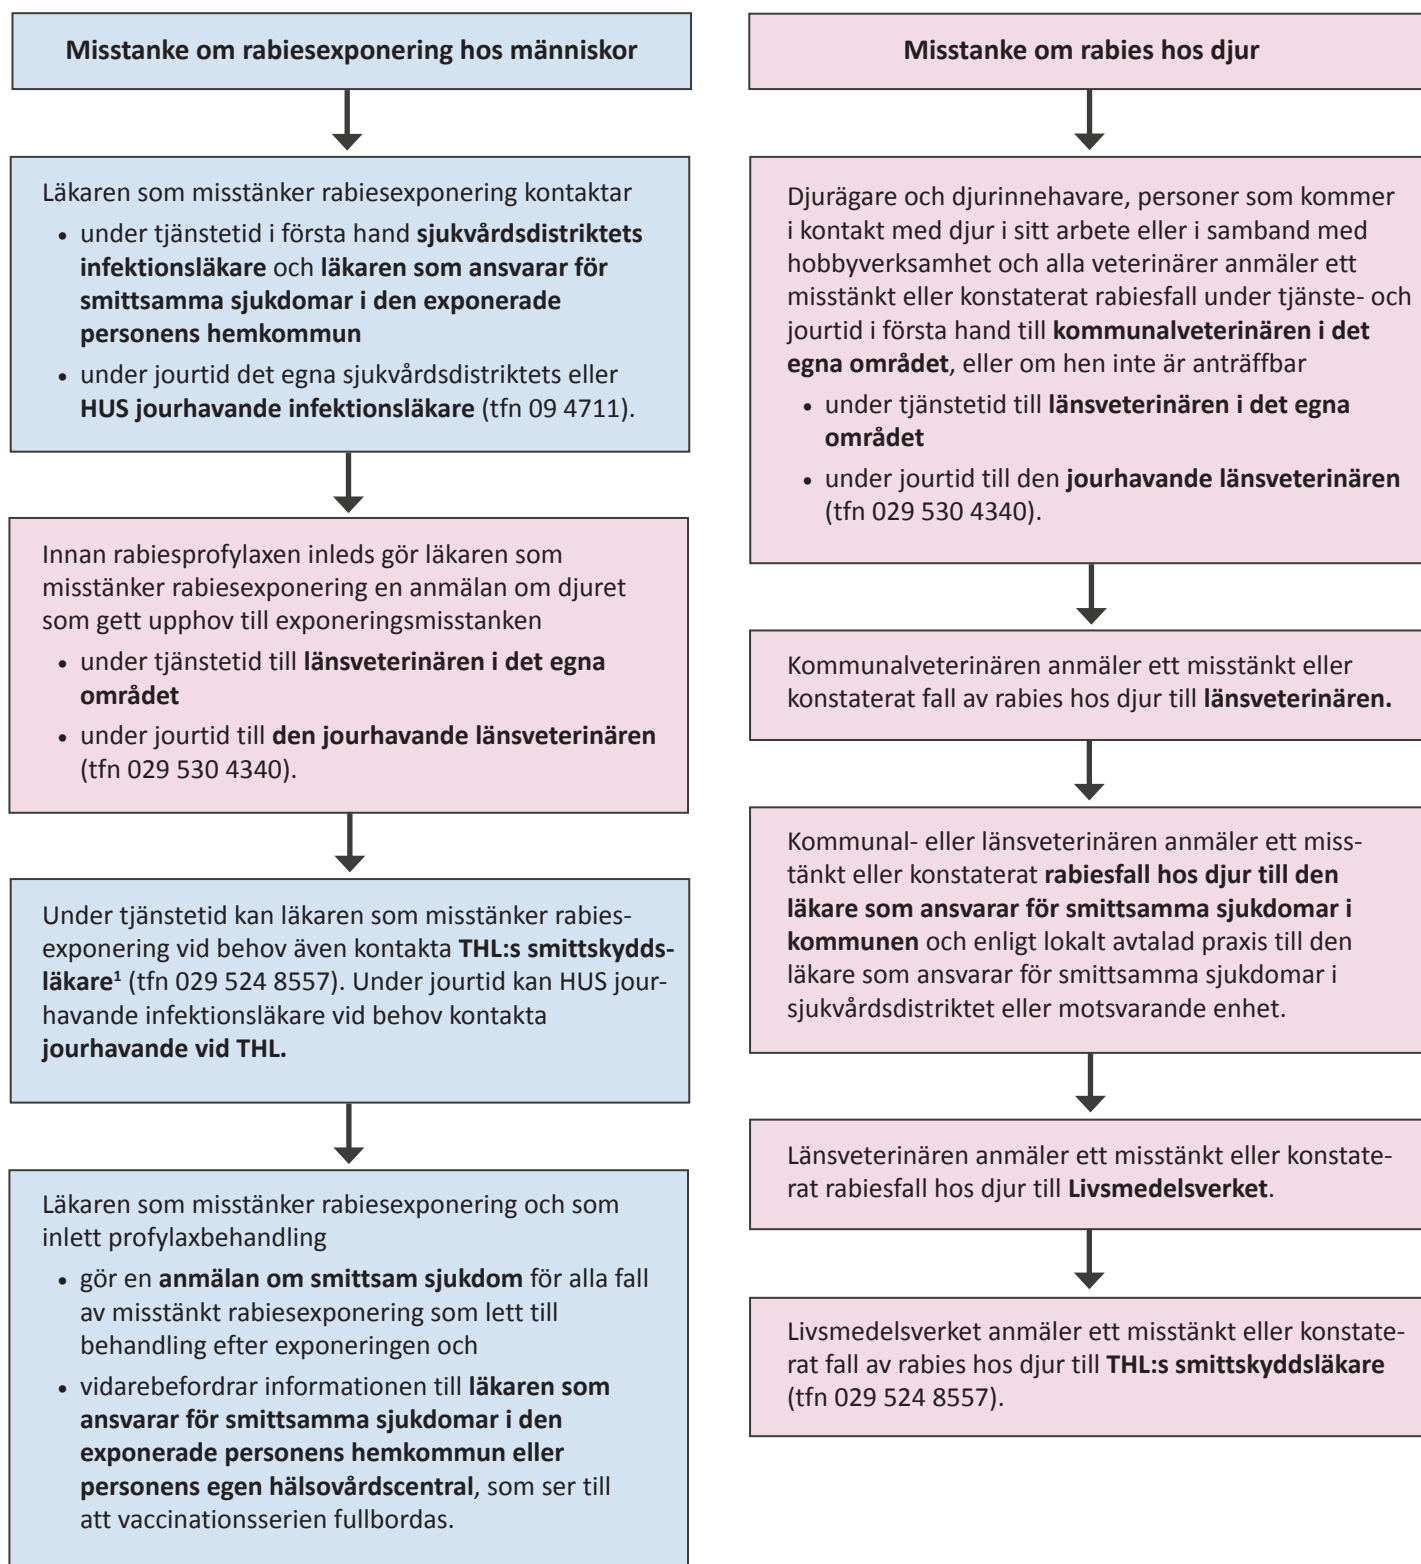 Misstanke om rabiesexponering hos människor
Läkaren som misstänker rabiesexponering kontaktar
• under tjänstetid i första hand sjukvårdsdistriktets
infektionsläkare och läkaren som ansvarar för
smittsamma sjukdomar i den exponerade
personens hemkommun
• under jourtid det egna sjukvårdsdistriktets eller
HUS jourhavande infektionsläkare (tfn 09 4711).
Innan rabiesprofylaxen inleds gör läkaren som
misstänker rabiesexponering en anmälan om djuret
som gett upphov till exponeringsmisstanken
• under tjänstetid till länsveterinären i det egna
området
• under jourtid till den jourhavande länsveterinären
(tfn 029 530 4340).
Under tjänstetid kan läkaren som misstänker rabies-
exponering vid behov även kontakta THL:s smittskydds-
läkare¹ (tfn 029 524 8557). Under jourtid kan HUS jour-
havande infektionsläkare vid behov kontakta
jourhavande vid THL.
Läkaren som misstänker rabiesexponering och som
inlett profylaxbehandling
• gör en anmälan om smittsam sjukdom för alla fall
av misstänkt rabiesexponering som lett till
behandling efter exponeringen och
• vidarebefordrar informationen till läkaren som
ansvarar för smittsamma sjukdomar i den
exponerade personens hemkommun eller
personens egen hälsovårdscentral, som ser till
att vaccinationsserien fullbordas.
Misstanke om rabies hos djur
Djurägare och djurinnehavare, personer som kommer
i kontakt med djur i sitt arbete eller i samband med
hobbyverksamhet och alla veterinärer anmäler ett
misstänkt eller konstaterat rabiesfall under tjänste- och
jourtid i första hand till kommunalveterinären i det
egna området, eller om hen inte är anträffbar
• under tjänstetid till länsveterinären i det egna
området
• under jourtid till den jourhavande länsveterinären
(tfn 029 530 4340).
Kommunalveterinären anmäler ett misstänkt eller
konstaterat fall av rabies hos djur till länsveterinären.
Kommunal- eller länsveterinären anmäler ett miss-
tänkt eller konstaterat rabiesfall hos djur till den
läkare som ansvarar för smittsamma sjukdomar i
kommunen och enligt lokalt avtalad praxis till den
läkare som ansvarar för smittsamma sjukdomar i
sjukvårdsdistriktet eller motsvarande enhet.
Länsveterinären anmäler ett misstänkt eller konstate-
rat rabiesfall hos djur till Livsmedelsverket.
Livsmedelsverket anmäler ett misstänkt eller konstate-
rat fall av rabies hos djur till THL:s smittskyddsläkare
(tfn 029 524 8557).